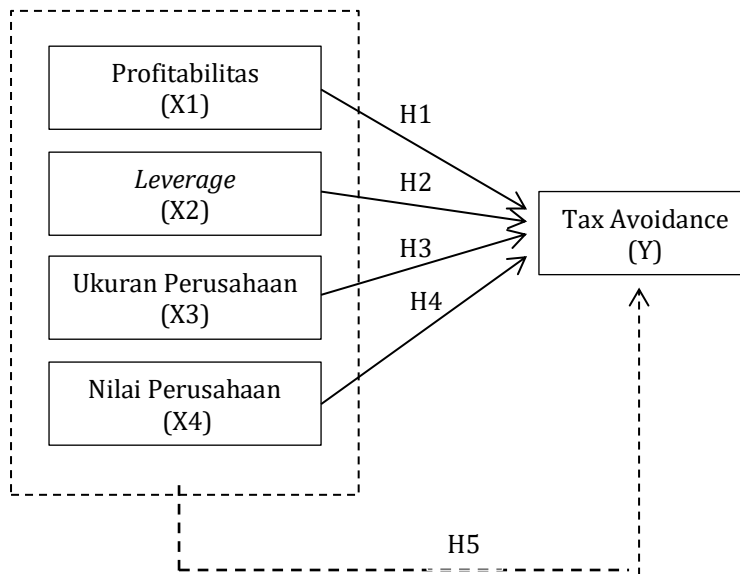 Profitabilitas
(X1)
H1
Leverage
(X2)
H2
Tax Avoidance
(Y)
H3
Ukuran Perusahaan
(X3)
H4
Nilai Perusahaan
(X4)
H5